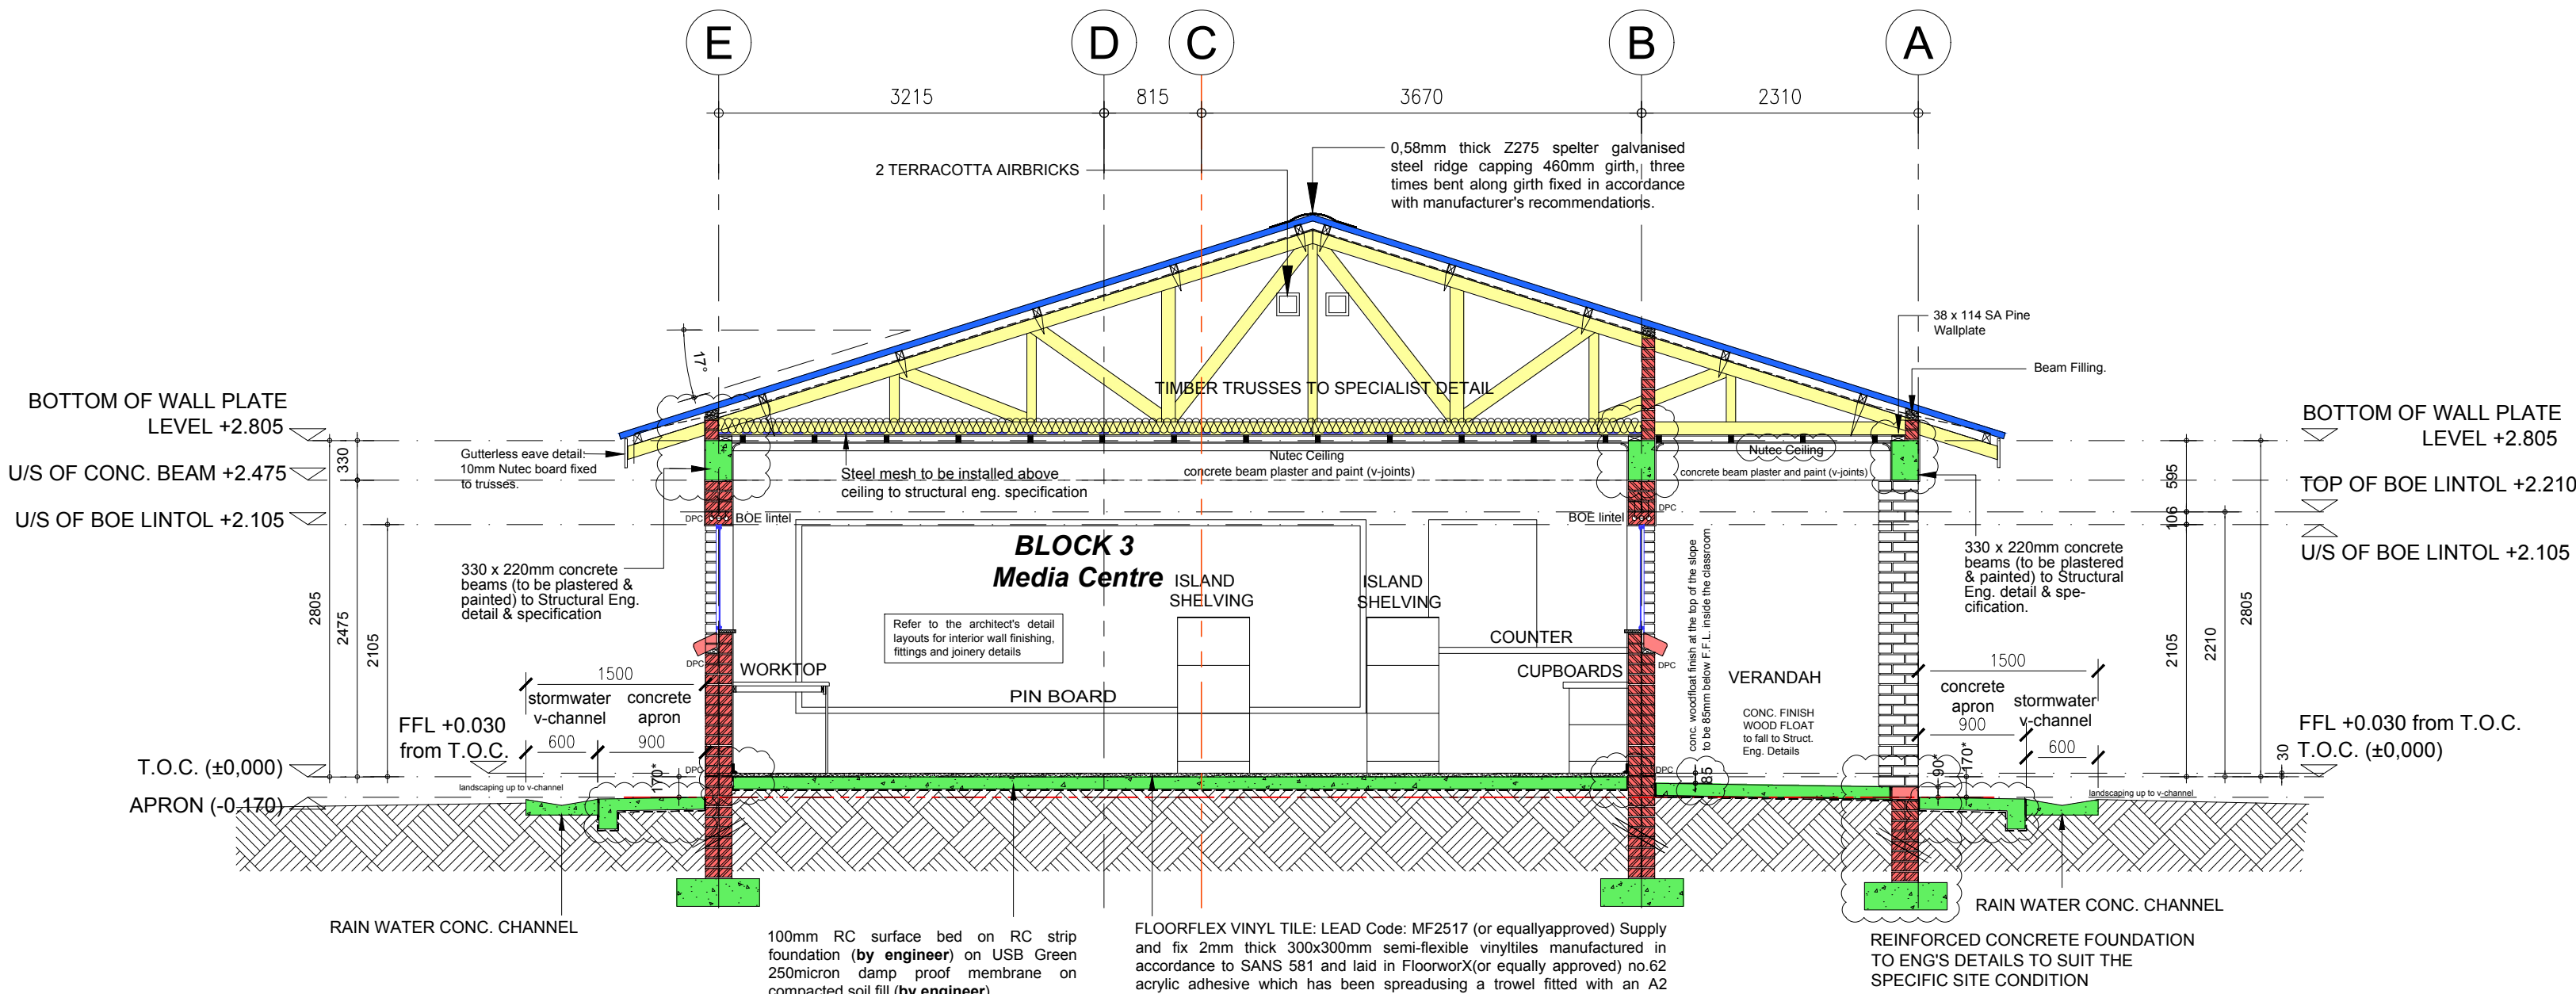 E
D
C
B
A
3215
815
3670
2310
2 TERRACOTTA AIRBRICKS
0,58mm thick Z275 spelter galvanised
steel ridge capping 460mm girth, three
times bent along girth fixed in accordance
with manufacturer's recommendations.
38 x 114 SA Pine
Wallplate
Beam Filling.
17°
TIMBER TRUSSES TO SPECIALIST DETAIL
BOTTOM OF WALL PLATE
LEVEL +2.805
U/S OF CONC. BEAM +2.475
U/S OF BOE LINTOL +2.105
330
2805
2475
2105
Gutterless eave detail:
10mm Nutec board fixed
to trusses.
Steel mesh to be installed above
ceiling to structural eng. specification
Nutec Ceiling
concrete beam plaster and paint (v-joints)
Nutec Ceiling
concrete beam plaster and paint (v-joints)
BOTTOM OF WALL PLATE
LEVEL +2.805
TOP OF BOE LINTOL +2.210
U/S OF BOE LINTOL +2.105
595
106
2105
2210
2805
30
DPC
BOE lintel
BOE lintel
DPC
330 x 220mm concrete
beams (to be plastered &
painted) to Structural Eng.
detail & specification
BLOCK 3
Media Centre
Refer to the architect's detail
layouts for interior wall finishing,
fittings and joinery details
ISLAND
SHELVING
ISLAND
SHELVING
COUNTER
CUPBOARDS
WORKTOP
PIN BOARD
DPC
DPC
conc. woodfloat finish at the top of the slope
to be 85mm below F.F.L. inside the classroom
VERANDAH
CONC. FINISH
WOOD FLOAT
to fall to Struct.
Eng. Details
330 x 220mm concrete
beams (to be plastered
& painted) to Structural
Eng. detail & spe-
cification.
1500
stormwater
v-channel
concrete
apron
600
900
FFL +0.030
from T.O.C.
T.O.C. (±0,000)
APRON (-0.170)
landscaping up to v-channel
170*
DPC
DPC
85
90*
170*
1500
concrete
apron
900
stormwater
v-channel
600
FFL +0.030 from T.O.C.
T.O.C. (±0,000)
landscaping up to v-channel
RAIN WATER CONC. CHANNEL
100mm RC surface bed on RC strip
foundation (by engineer) on USB Green
250micron damp proof membrane on
compacted soil fill (by engineer)
FLOORFLEX VINYL TILE: LEAD Code: MF2517 (or equallyapproved) Supply
and fix 2mm thick 300x300mm semi-flexible vinyltiles manufactured in
accordance to SANS 581 and laid in FloorworX(or equally approved) no.62
acrylic adhesive which has been spreadusing a trowel fitted with an A2
RAIN WATER CONC. CHANNEL
REINFORCED CONCRETE FOUNDATION
TO ENG'S DETAILS TO SUIT THE
SPECIFIC SITE CONDITION